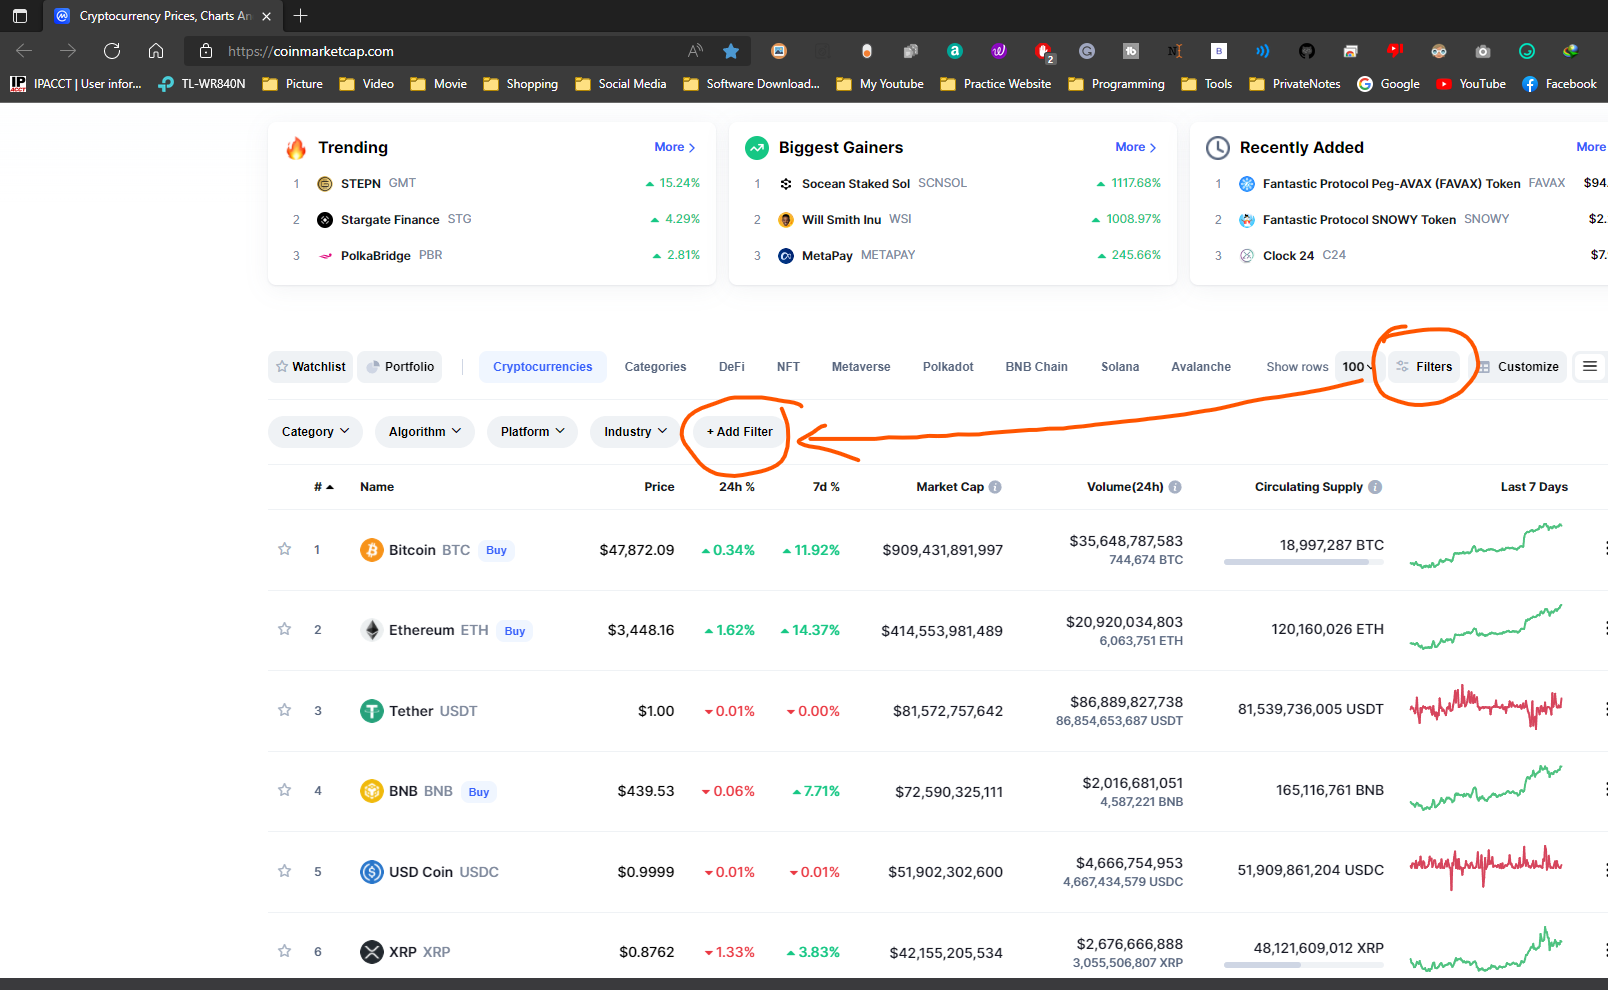 Cryptocurrency Prices, Charts An
https://coinmarketcap.com
IPACCT | User infor... TL-WR840N Picture Video Movie Shopping Social Media Software Download... My Youtube Practice Website Programming Tools PrivateNotes Google YouTube Facebook
Trending More
1 STEPN GMT 15.24%
2 Stargate Finance STG 4.29%
3 PolkaBridge PBR 2.81%
Biggest Gainers More
1 Socean Staked Sol SCNSOL 1117.68%
2 Will Smith Inu WSI 1008.97%
3 MetaPay METAPAY 245.66%
Recently Added More
1 Fantastic Protocol Peg-AVAX (FAVAX) Token FAVAX $94.
2 Fantastic Protocol SNOWY Token SNOWY $2.
3 Clock 24 C24 $7.
Watchlist Portfolio Cryptocurrencies Categories DeFi NFT Metaverse Polkadot BNB Chain Solana Avalanche Show rows 100 Filters Customize
Category Algorithm Platform Industry + Add Filter
# Name Price 24h % 7d % Market Cap Volume(24h) Circulating Supply Last 7 Days
1 Bitcoin BTC Buy $47,872.09 0.34% 11.92% $909,431,891,997 $35,648,787,583 18,997,287 BTC
744,674 BTC
2 Ethereum ETH Buy $3,448.16 1.62% 14.37% $414,553,981,489 $20,920,034,803 120,160,026 ETH
6,063,751 ETH
3 Tether USDT $1.00 0.01% 0.00% $81,572,757,642 $86,889,827,738 81,539,736,005 USDT
86,854,653,687 USDT
4 BNB BNB Buy $439.53 0.06% 7.71% $72,590,325,111 $2,016,681,051 165,116,761 BNB
4,587,221 BNB
5 USD Coin USDC $0.9999 0.01% 0.01% $51,902,302,600 $4,666,754,953 51,909,861,204 USDC
4,667,434,579 USDC
6 XRP XRP $0.8762 1.33% 3.83% $42,155,205,534 $2,676,666,888 48,121,609,012 XRP
3,055,506,807 XRP